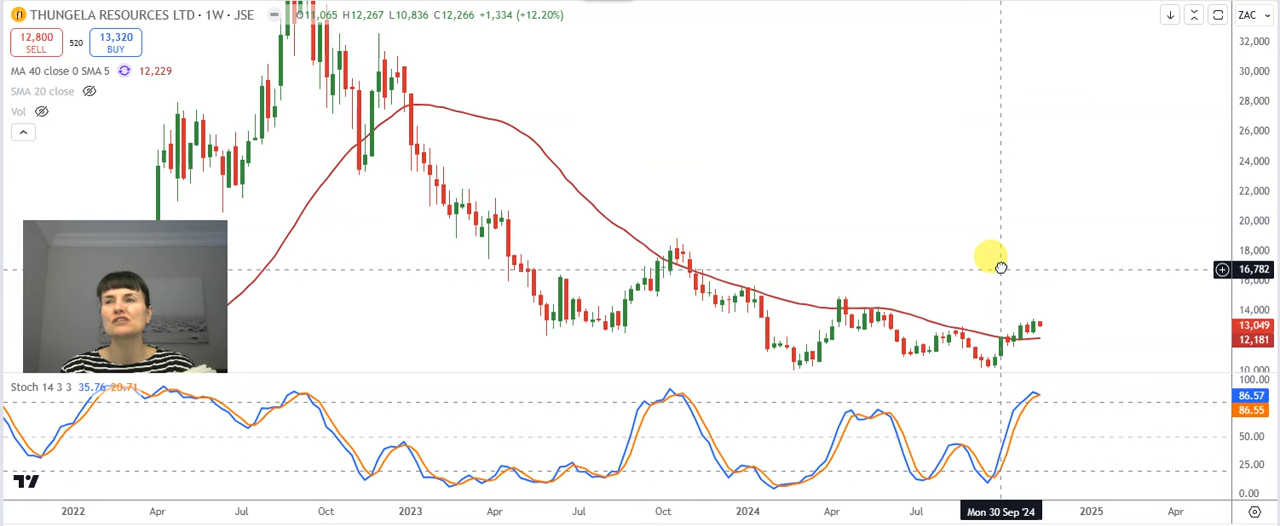 THUNGELA RESOURCES LTD · 1W · JSE O11,065 H12,267 L10,836 C12,266 +1,334 (+12.20%) ZAC
12,800 520 13,320
SELL BUY
MA 40 close 0 SMA 5 12,229
SMA 20 close
Vol
32,000
30,000
28,000
26,000
24,000
22,000
20,000
18,000
16,782
16,000
14,000
13,049
12,181
10,000
Stoch 14 3 3 35.76 20.71
100.00
86.57
86.55
50.00
25.00
0.00
2022 Apr Jul Oct 2023 Apr Jul Oct 2024 Apr Jul Mon 30 Sep '24 2025 Apr